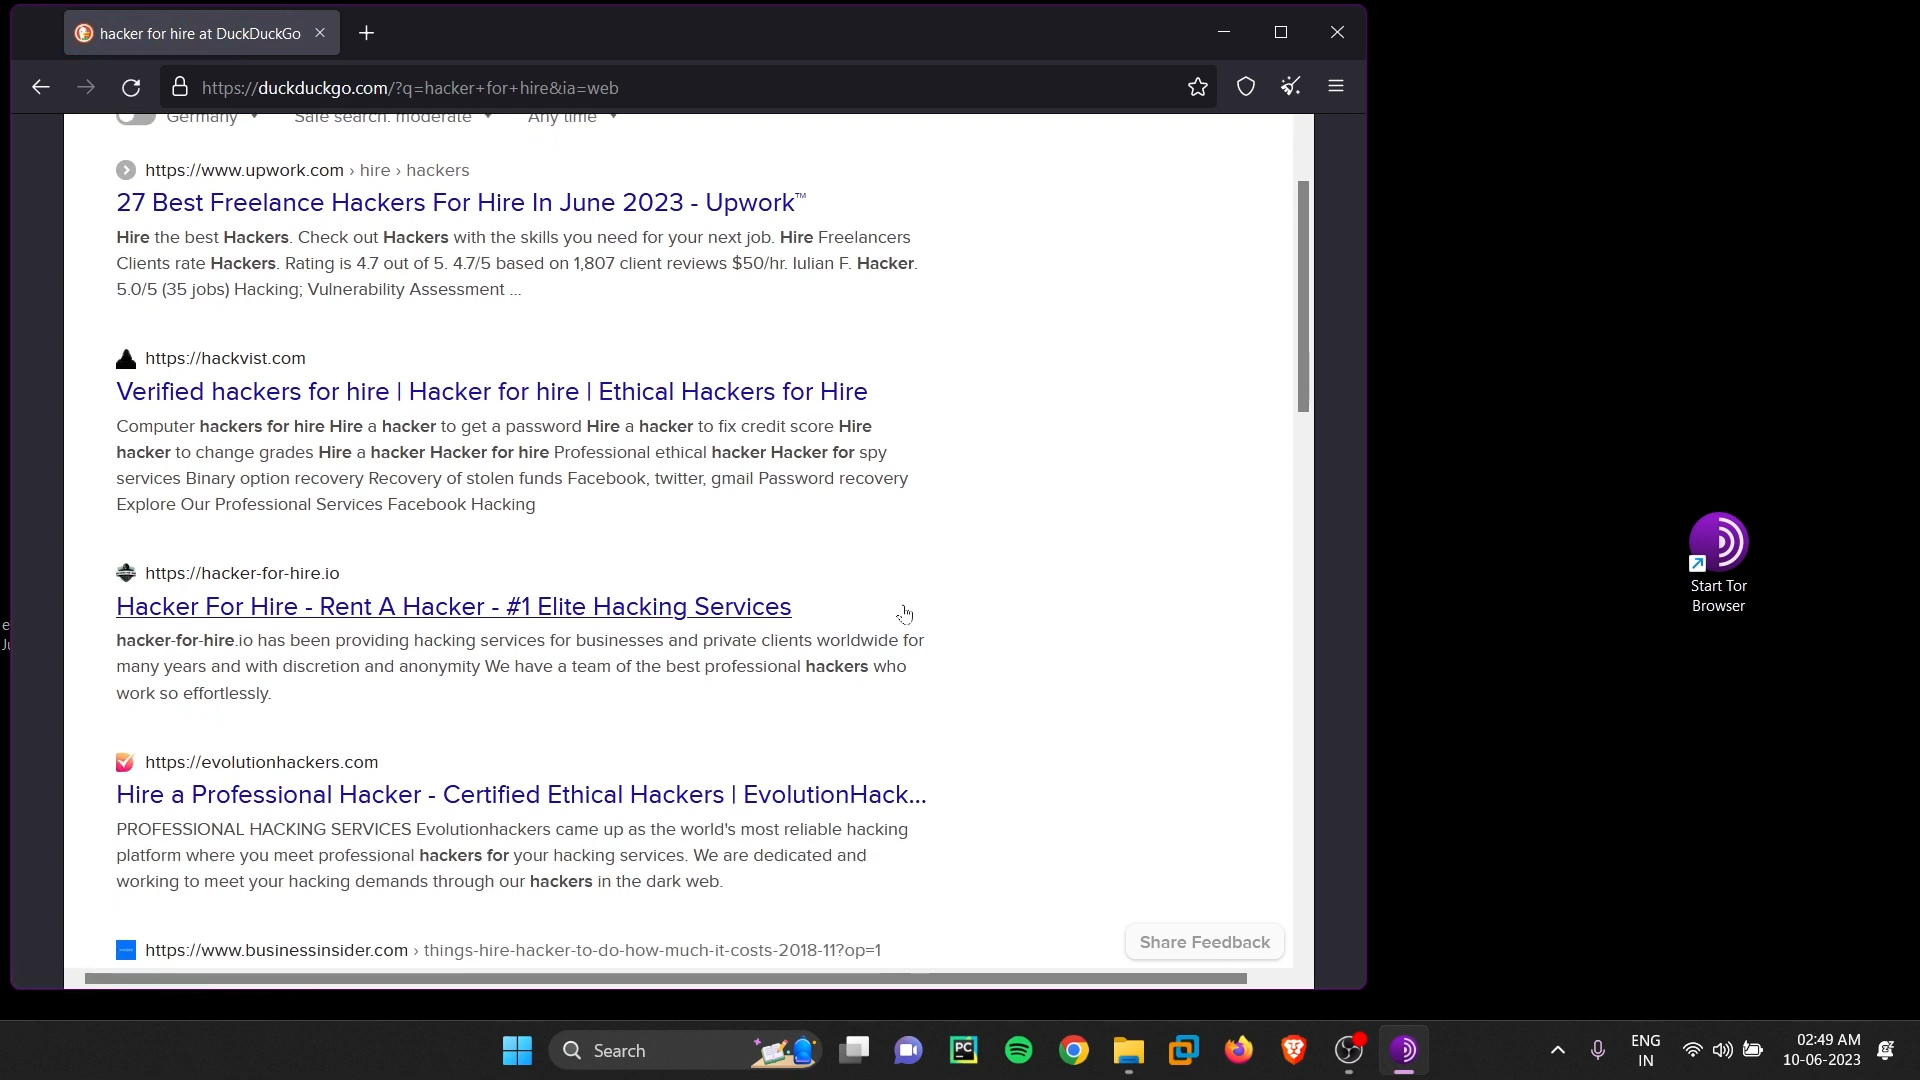 hacker for hire at DuckDuckGo
https://duckduckgo.com/?q=hacker+for+hire&ia=web
Germany Safe search: moderate Any time
https://www.upwork.com › hire › hackers
27 Best Freelance Hackers For Hire In June 2023 - Upwork™
Hire the best Hackers. Check out Hackers with the skills you need for your next job. Hire Freelancers
Clients rate Hackers. Rating is 4.7 out of 5. 4.7/5 based on 1,807 client reviews $50/hr. Iulian F. Hacker.
5.0/5 (35 jobs) Hacking; Vulnerability Assessment ...
https://hackvist.com
Verified hackers for hire | Hacker for hire | Ethical Hackers for Hire
Computer hackers for hire Hire a hacker to get a password Hire a hacker to fix credit score Hire
hacker to change grades Hire a hacker Hacker for hire Professional ethical hacker Hacker for spy
services Binary option recovery Recovery of stolen funds Facebook, twitter, gmail Password recovery
Explore Our Professional Services Facebook Hacking
https://hacker-for-hire.io
Hacker For Hire - Rent A Hacker - #1 Elite Hacking Services
hacker-for-hire.io has been providing hacking services for businesses and private clients worldwide for
many years and with discretion and anonymity We have a team of the best professional hackers who
work so effortlessly.
https://evolutionhackers.com
Hire a Professional Hacker - Certified Ethical Hackers | EvolutionHack...
PROFESSIONAL HACKING SERVICES Evolutionhackers came up as the world's most reliable hacking
platform where you meet professional hackers for your hacking services. We are dedicated and
working to meet your hacking demands through our hackers in the dark web.
https://www.businessinsider.com › things-hire-hacker-to-do-how-much-it-costs-2018-11?op=1
Share Feedback
Start Tor
Browser
Search
PC
ENG
IN
02:49 AM
10-06-2023